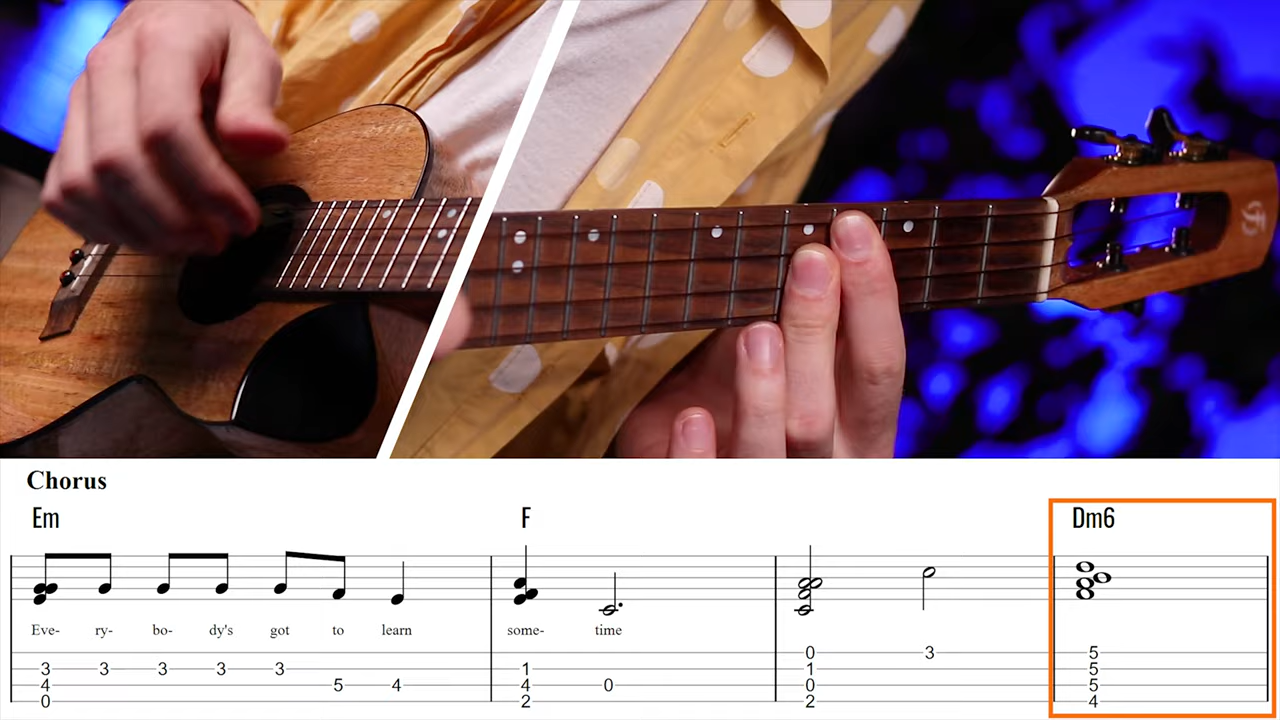 Chorus
Em F Dm6
Eve- ry- bo- dy's got to learn some- time
0 3 5
3 3 3 3 3 1 1 5
4 5 4 4 0 0 5
0 2 2 4